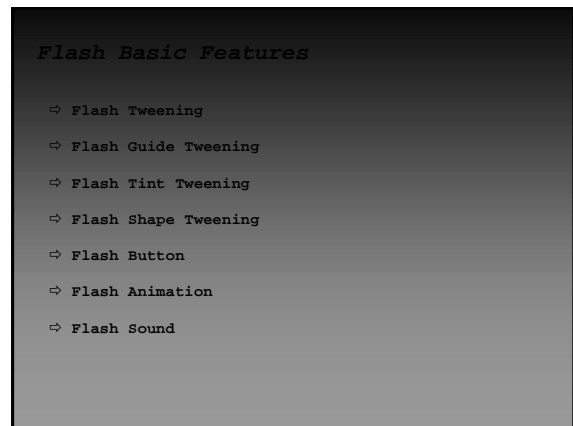 Flash Basic Features
⇨ Flash Tweening
⇨ Flash Guide Tweening
⇨ Flash Tint Tweening
⇨ Flash Shape Tweening
⇨ Flash Button
⇨ Flash Animation
⇨ Flash Sound